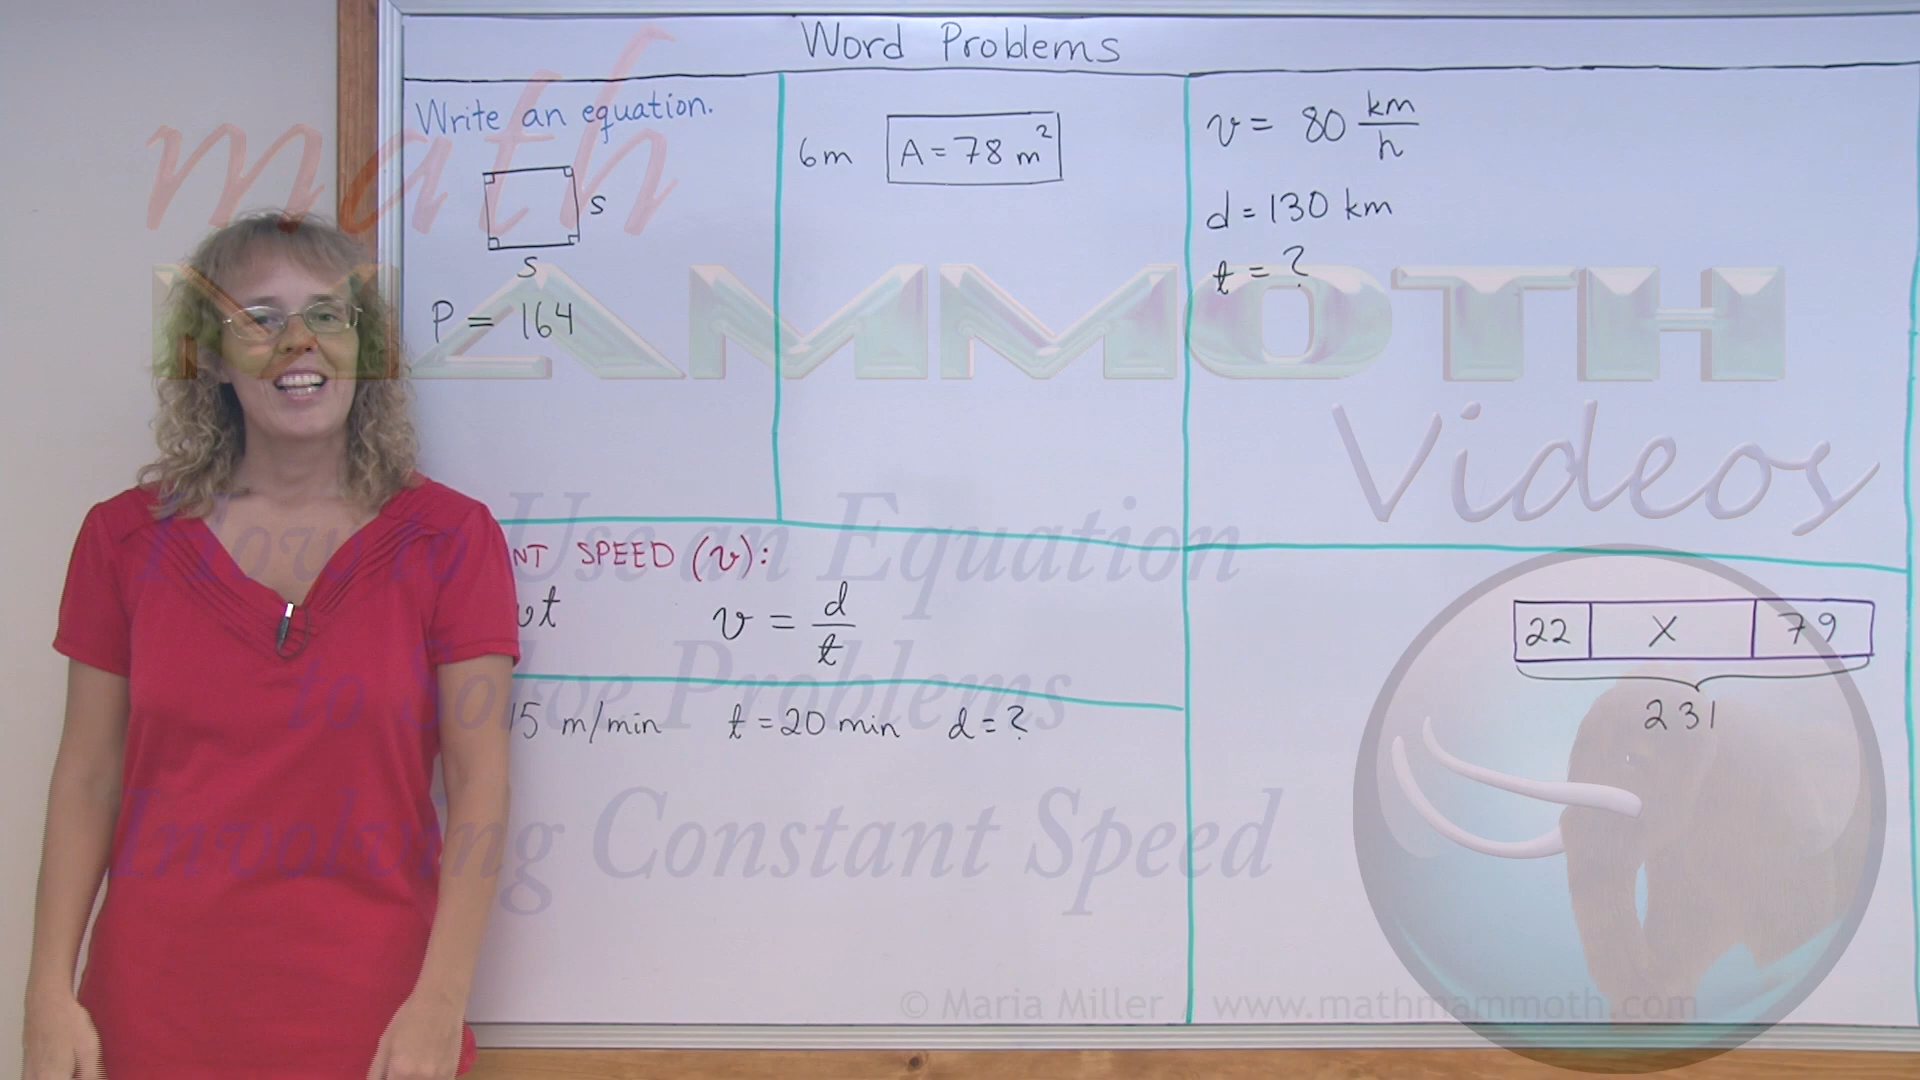 math
MAMMOTH
Videos
How to Use an Equation
to Solve Problems
Involving Constant Speed
© Maria Miller / www.mathmammoth.com
Word Problems
Write an equation.
s
s
P = 164
6m A = 78 m²
v = 80 km/h
d = 130 km
t = ?
NT SPEED (v):
vt v = d/t
15 m/min t = 20 min d = ?
22 X 79
231